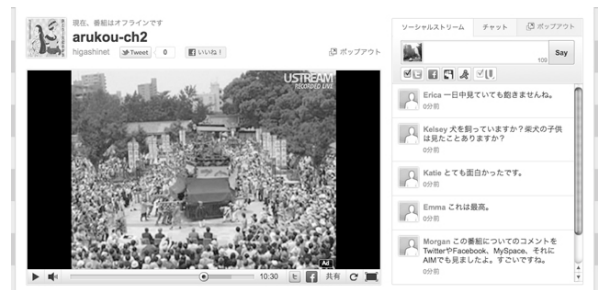 現在、番組はオフラインです
arukou-ch2
higashinet
Tweet
0
いいね！
ポップアウト
USTREAM
RECORDED LIVE
Ad
10:30
共有
ソーシャルストリーム
チャット
ポップアウト
108
Say
Erica 一日中見ていても飽きませんね。
0分前
Kelsey 犬を飼っていますか？柴犬の子供
は見たことありますか？
0分前
Katie とても面白かったです。
0分前
Emma これは最高。
0分前
Morgan この番組についてのコメントを
TwitterやFacebook、MySpace、それに
AIMでも見ましたよ。すごいですね。
0分前